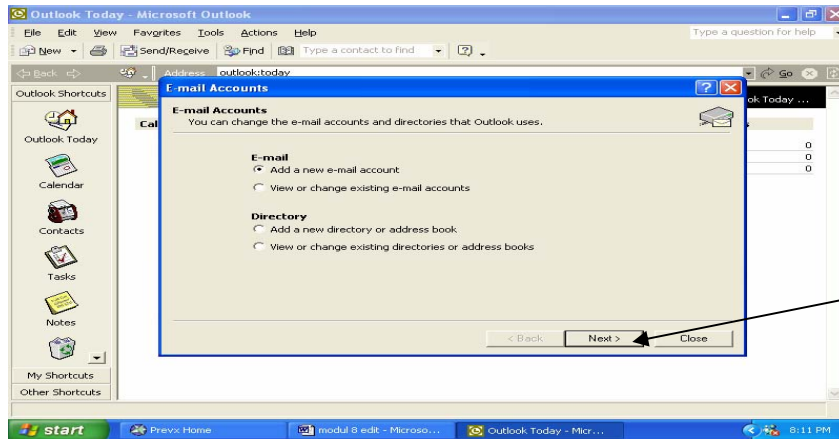 Outlook Today - Microsoft Outlook
File Edit View Favorites Tools Actions Help
Type a question for help
New Send/Receive Find Type a contact to find
Back Address outlook:today Go
Outlook Shortcuts
E-mail Accounts
ok Today ...
E-mail Accounts
You can change the e-mail accounts and directories that Outlook uses.
Cal
s
Outlook Today
0
0
0
E-mail
Add a new e-mail account
View or change existing e-mail accounts
Calendar
Directory
Add a new directory or address book
View or change existing directories or address books
Contacts
Tasks
Notes
< Back Next > Close
My Shortcuts
Other Shortcuts
start Prevx Home modul 8 edit - Microso... Outlook Today - Micr... 8:11 PM